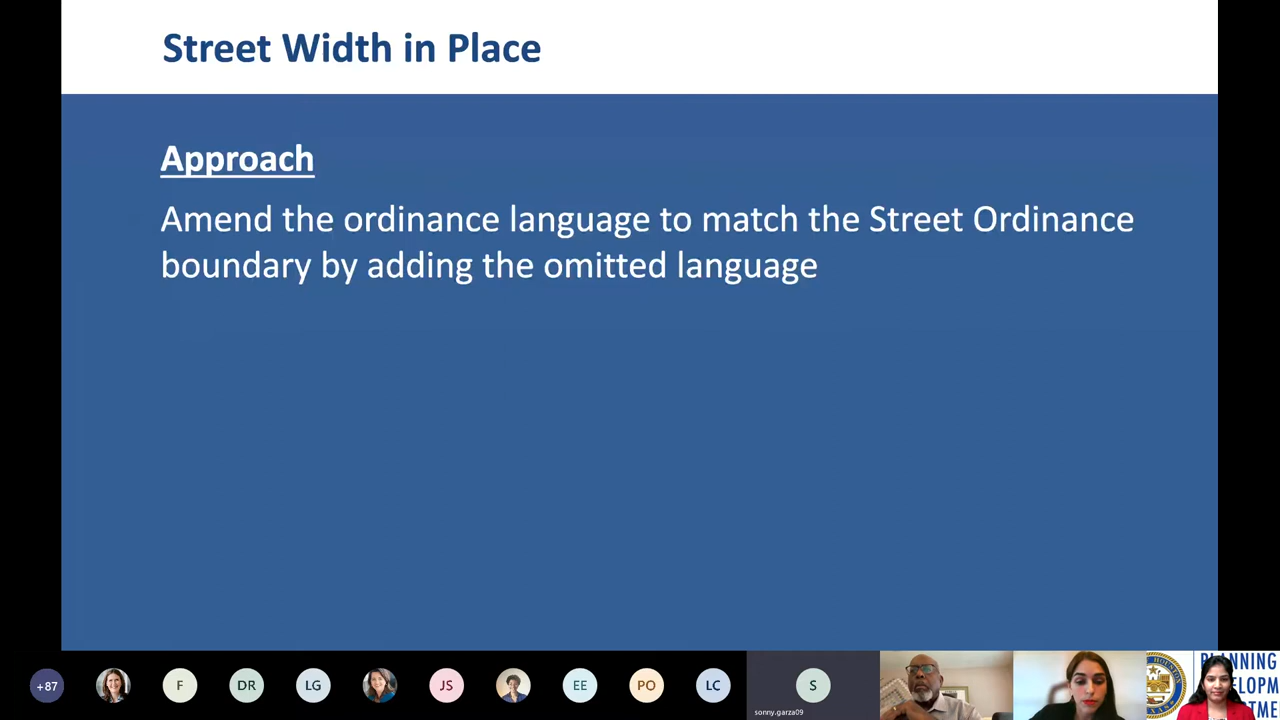 Street Width in Place
Approach
Amend the ordinance language to match the Street Ordinance
boundary by adding the omitted language
+87
F
DR
LG
JS
EE
PO
LC
S
sonny.garza09